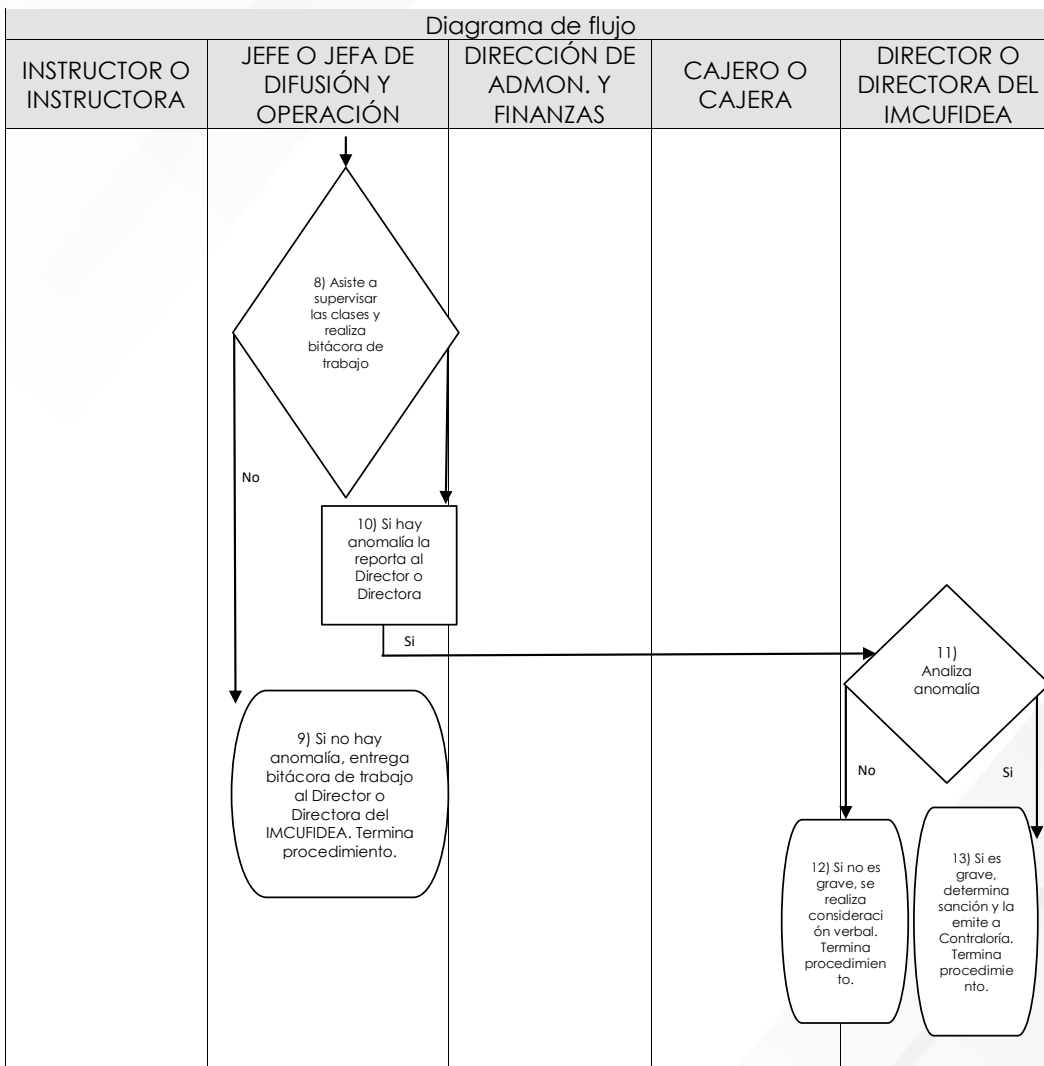 Diagrama de flujo
INSTRUCTOR O
INSTRUCTORA
JEFE O JEFA DE
DIFUSIÓN Y
OPERACIÓN
DIRECCIÓN DE
ADMON. Y
FINANZAS
CAJERO O
CAJERA
DIRECTOR O
DIRECTORA DEL
IMCUFIDEA
8) Asiste a
supervisar
las clases y
realiza
bitácora de
trabajo
No
10) Si hay
anomalía la
reporta al
Director o
Directora
Si
11)
Analiza
anomalía
9) Si no hay
anomalía, entrega
bitácora de trabajo
al Director o
Directora del
IMCUFIDEA. Termina
procedimiento.
No
Si
12) Si no es
grave, se
realiza
consideraci
ón verbal.
Termina
procedimien
to.
13) Si es
grave,
determina
sanción y la
emite a
Contraloría.
Termina
procedimie
nto.